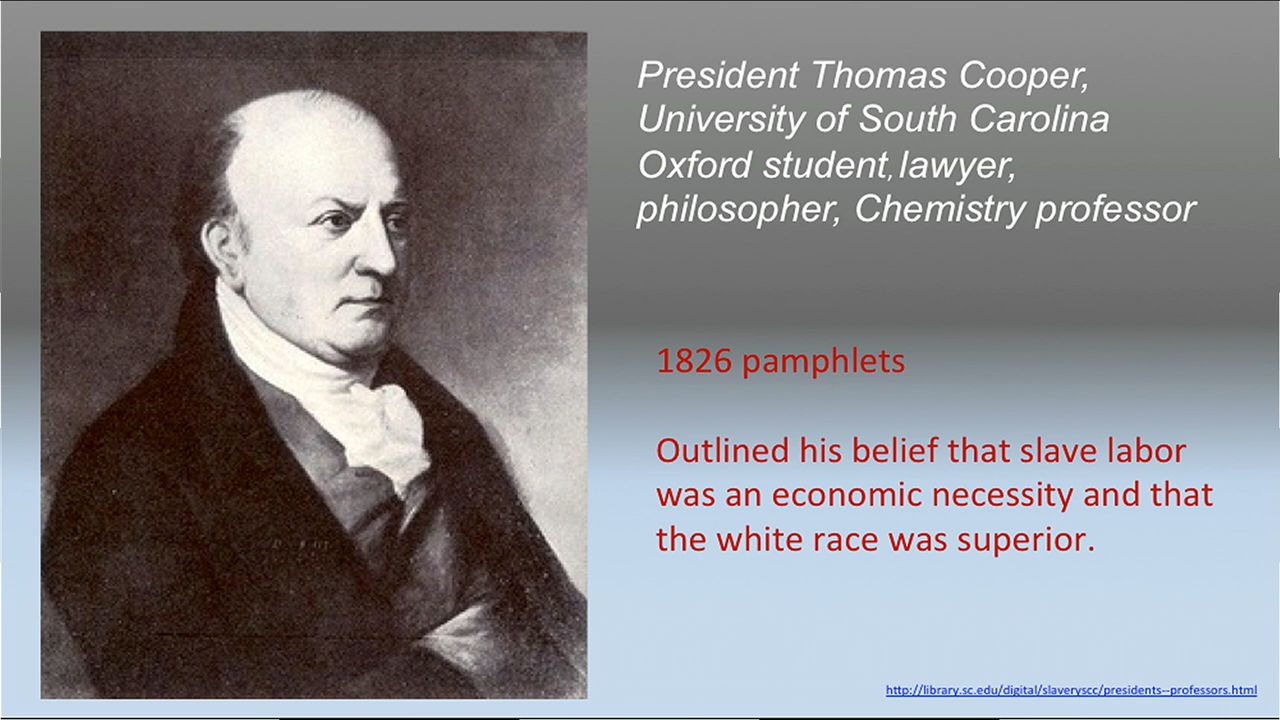 President Thomas Cooper,
University of South Carolina
Oxford student, lawyer,
philosopher, Chemistry professor
1826 pamphlets
Outlined his belief that slave labor
was an economic necessity and that
the white race was superior.
http://library.sc.edu/digital/slaveryscc/presidents--professors.html